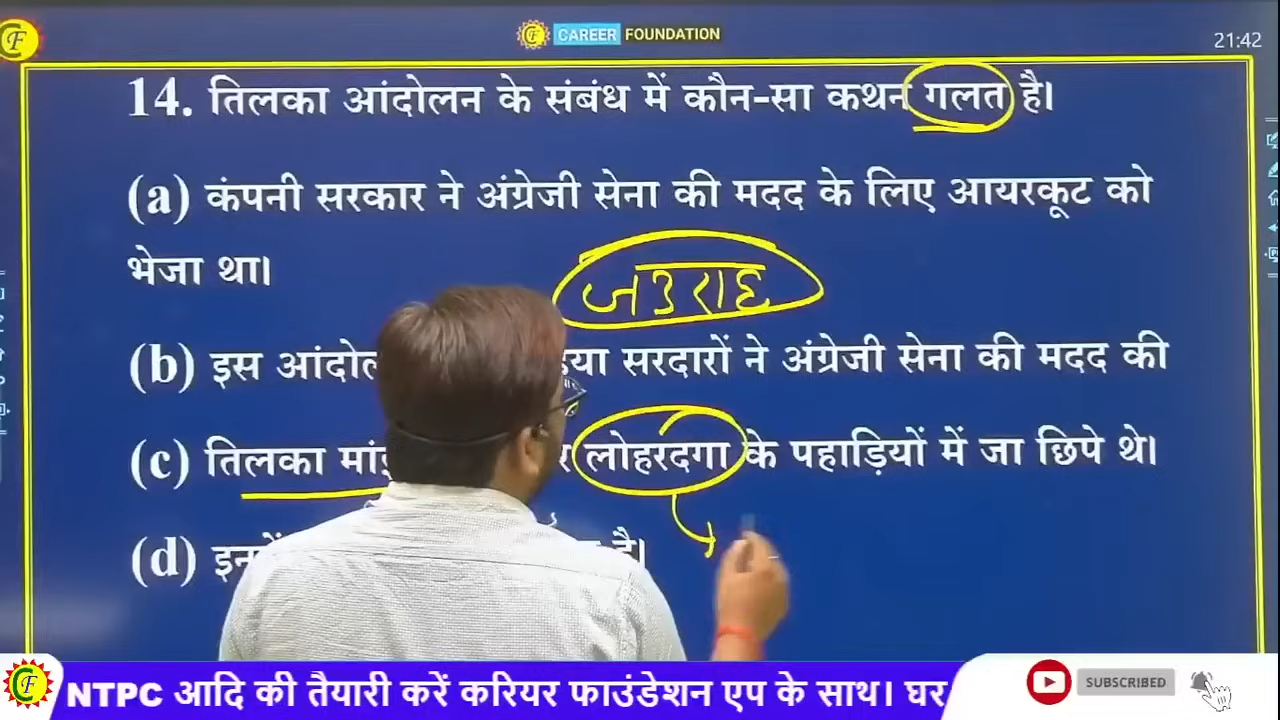 CAREER FOUNDATION
21:42
14. तिलका आंदोलन के संबंध में कौन-सा कथन गलत है।
(a) कंपनी सरकार ने अंग्रेजी सेना की मदद के लिए आयरकूट को
भेजा था।
जउराह
(b) इस सरदारों ने अंग्रेजी सेना की मदद की
(c) तिलका लोहरदगा के पहाड़ियों में जा छिपे थे।
(d) है।
NTPC आदि की तैयारी करें करियर फाउंडेशन एप के साथ। घर
SUBSCRIBED